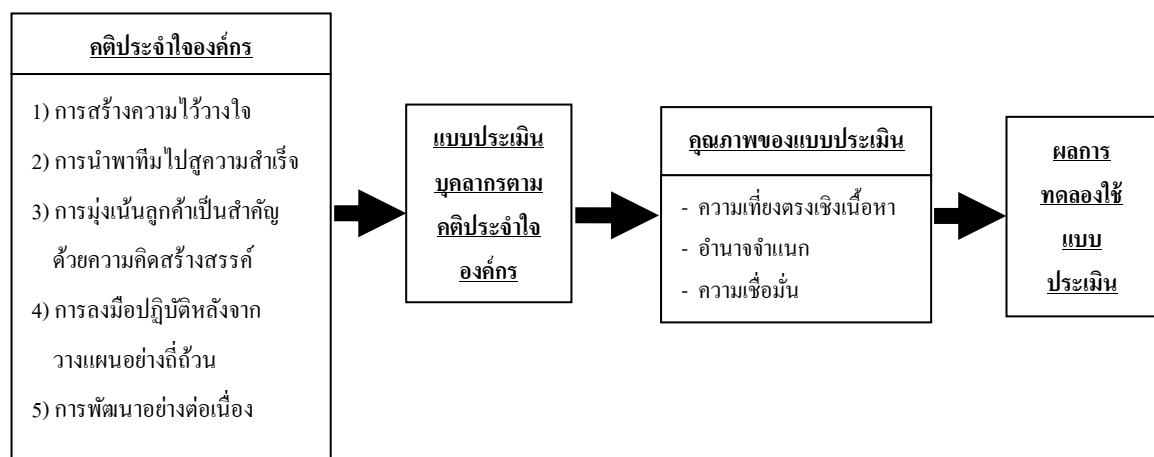 คติประจำใจองค์กร
1) การสร้างความไว้วางใจ
2) การนำพาทีมไปสู่ความสำเร็จ
3) การมุ่งเน้นลูกค้าเป็นสำคัญ
ด้วยความคิดสร้างสรรค์
4) การลงมือปฏิบัติหลังจาก
วางแผนอย่างถี่ถ้วน
5) การพัฒนาอย่างต่อเนื่อง
แบบประเมิน
บุคลากรตาม
คติประจำใจ
องค์กร
คุณภาพของแบบประเมิน
- ความเที่ยงตรงเชิงเนื้อหา
- อำนาจจำแนก
- ความเชื่อมั่น
ผลการ
ทดลองใช้
แบบ
ประเมิน